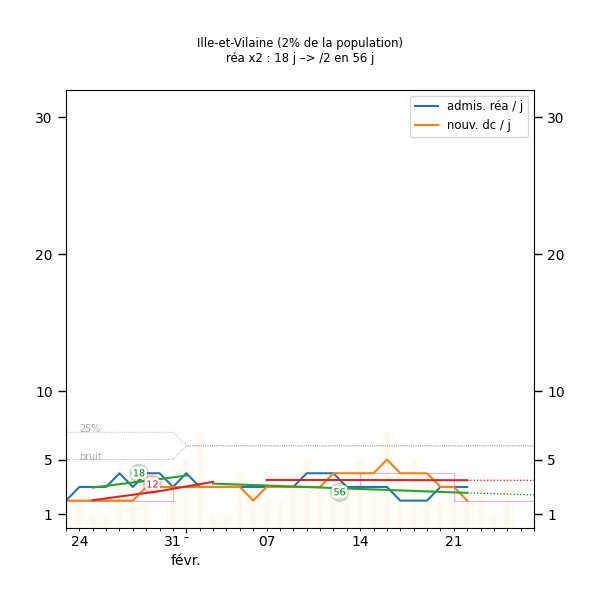 Ille-et-Vilaine (2% de la population)
réa x2 : 18 j –> /2 en 56 j
admis. réa / j
nouv. dc / j
30 30
20 20
10 10
25%
5 bruit 5
18
12
56
1 1
24 31 - 07 14 21
févr.